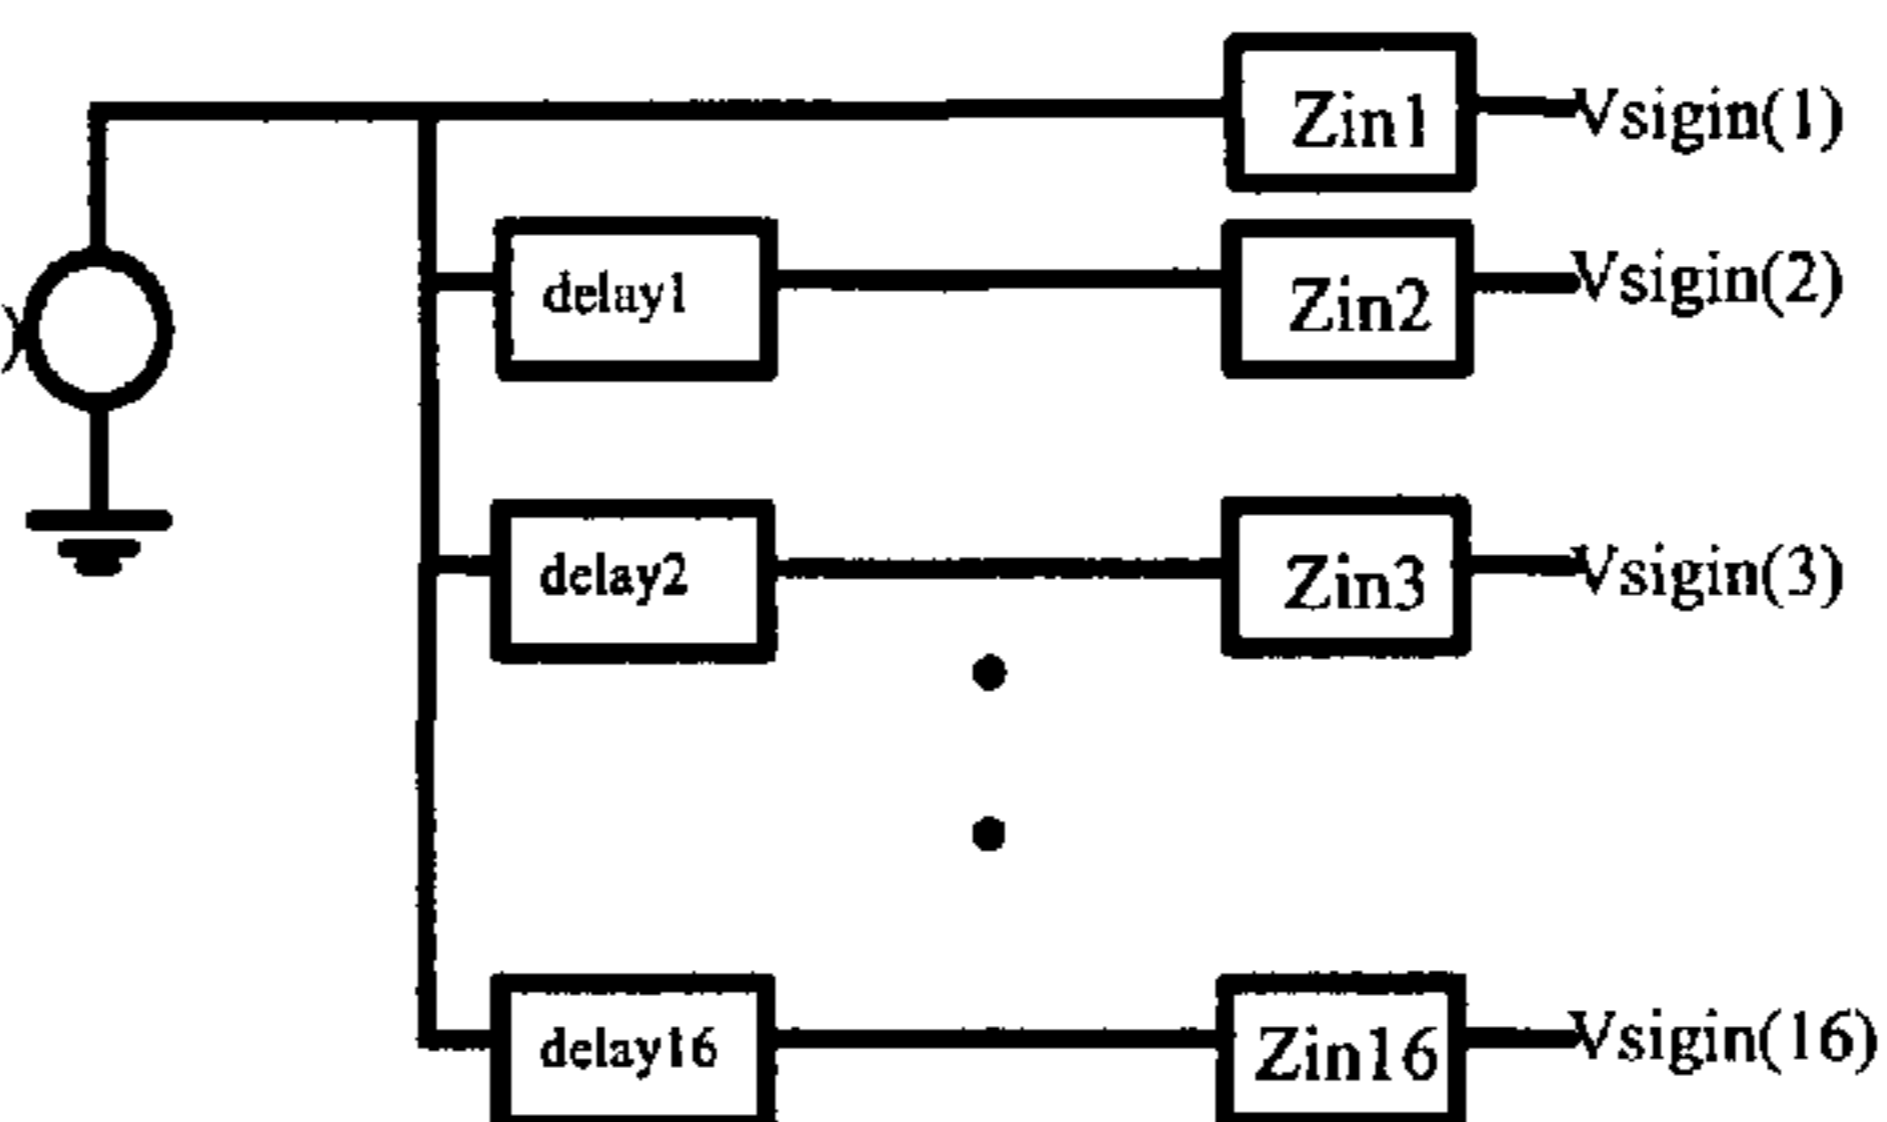 Zin1 Vsigin(1)
delay1 Zin2 Vsigin(2)
delay2 Zin3 Vsigin(3)
delay16 Zin16 Vsigin(16)